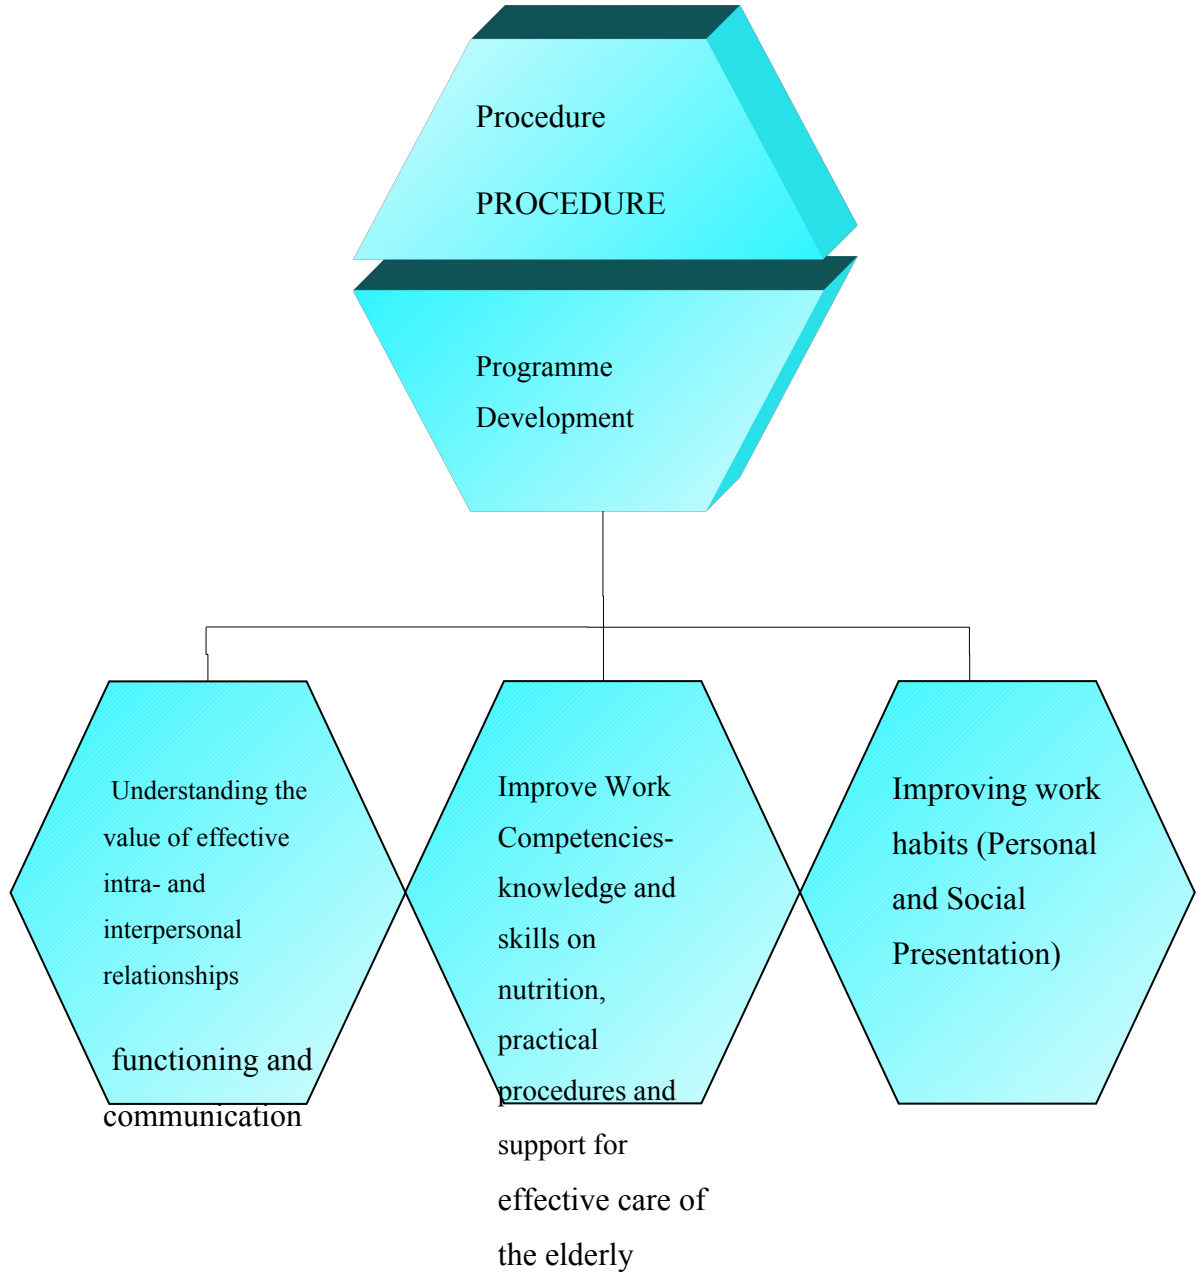 Procedure
PROCEDURE
Programme
Development
Understanding the
value of effective
intra- and
interpersonal
relationships
functioning and
communication
Improve Work
Competencies-
knowledge and
skills on
nutrition,
practical
procedures and
support for
effective care of
the elderly
Improving work
habits (Personal
and Social
Presentation)